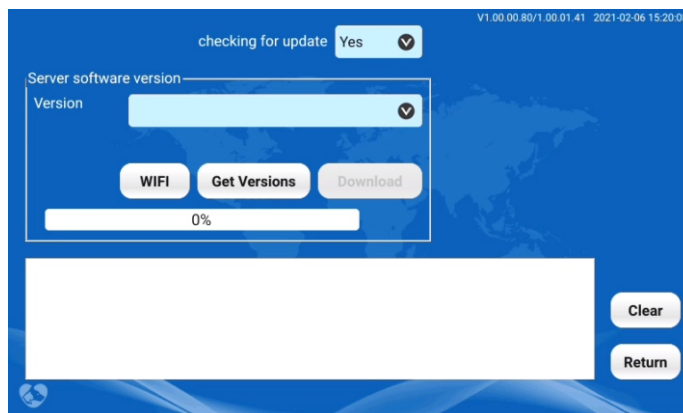 V1.00.00.80/1.00.01.41 2021-02-06 15:20:0
checking for update Yes
Server software version
Version
WIFI Get Versions Download
0%
Clear
Return